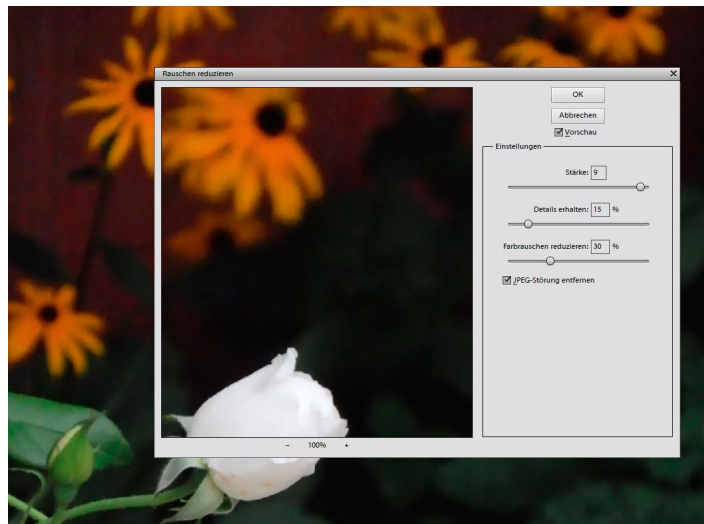 Rauschen reduzieren
OK
Abbrechen
Vorschau
Einstellungen
Stärke: 9
Details erhalten: 15 %
Farbrauschen reduzieren: 30 %
JPEG-Störung entfernen
− 100% +